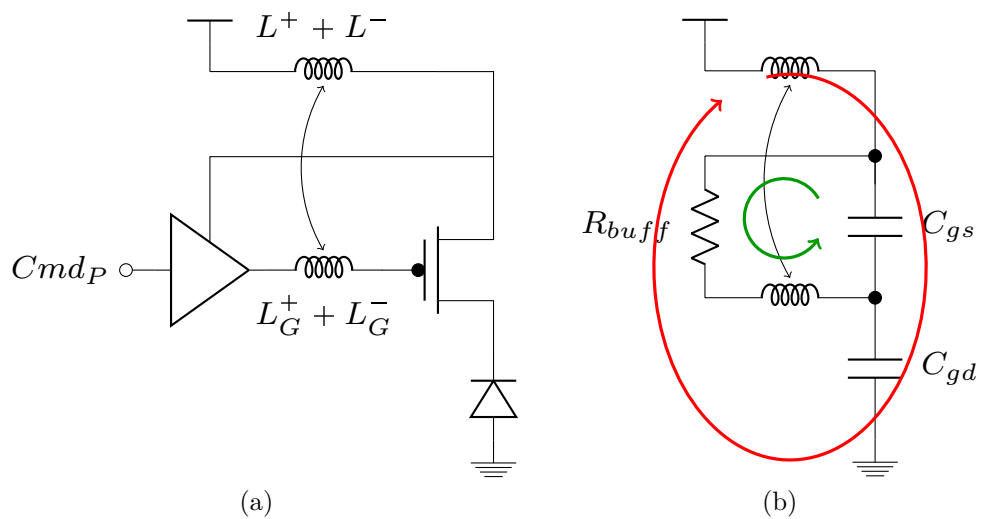 L⁺ + L⁻
Cmd_P
L_G⁺ + L_G⁻
(a)
R_buff
C_gs
C_gd
(b)